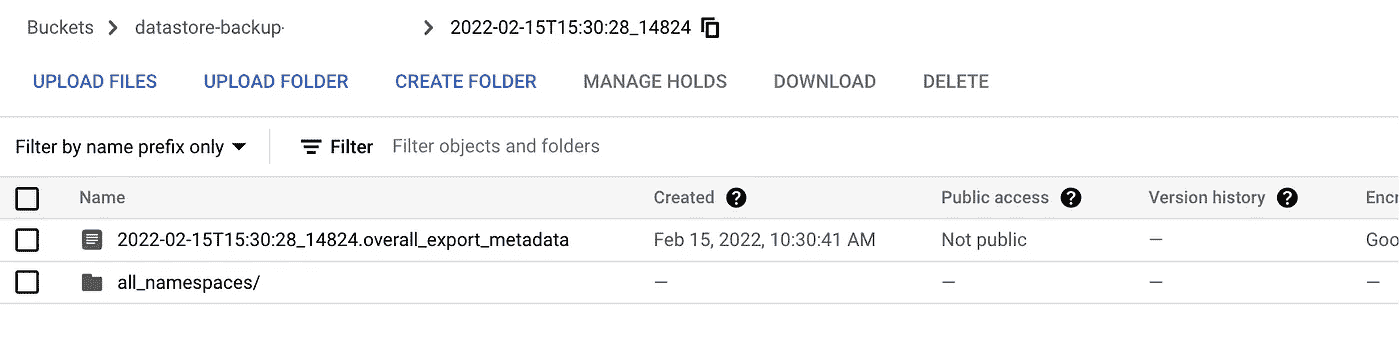 Buckets > datastore-backup- > 2022-02-15T15:30:28_14824
UPLOAD FILES UPLOAD FOLDER CREATE FOLDER MANAGE HOLDS DOWNLOAD DELETE
Filter by name prefix only Filter Filter objects and folders
Name Created Public access Version history Encr
2022-02-15T15:30:28_14824.overall_export_metadata Feb 15, 2022, 10:30:41 AM Not public — Goo
all_namespaces/ — — — —